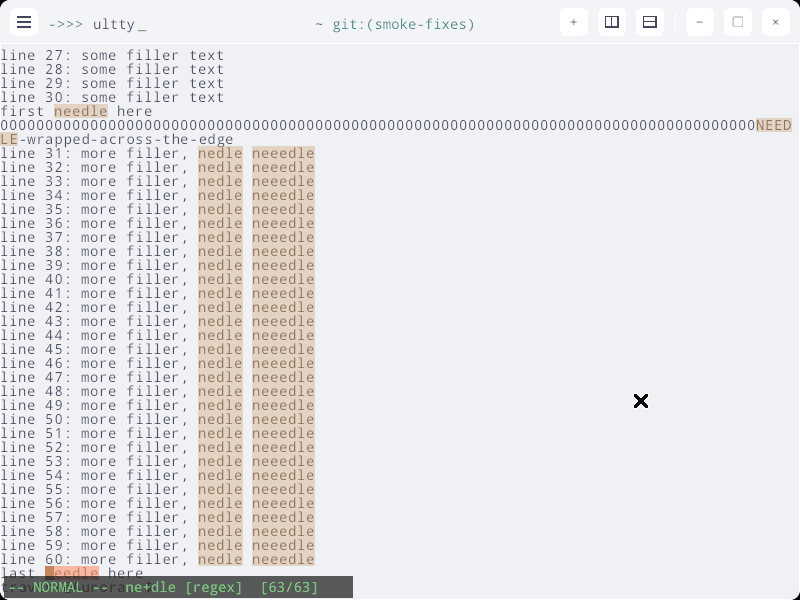 ->>> ultty_
~ git:(smoke-fixes)
line 27: some filler text
line 28: some filler text
line 29: some filler text
line 30: some filler text
first needle here
OOOOOOOOOOOOOOOOOOOOOOOOOOOOOOOOOOOOOOOOOOOOOOOOOOOOOOOOOOOOOOOOOOOOOOOOOOOOOOOOOOOONEED
LE-wrapped-across-the-edge
line 31: more filler, nedle neeedle
line 32: more filler, nedle neeedle
line 33: more filler, nedle neeedle
line 34: more filler, nedle neeedle
line 35: more filler, nedle neeedle
line 36: more filler, nedle neeedle
line 37: more filler, nedle neeedle
line 38: more filler, nedle neeedle
line 39: more filler, nedle neeedle
line 40: more filler, nedle neeedle
line 41: more filler, nedle neeedle
line 42: more filler, nedle neeedle
line 43: more filler, nedle neeedle
line 44: more filler, nedle neeedle
line 45: more filler, nedle neeedle
line 46: more filler, nedle neeedle
line 47: more filler, nedle neeedle
line 48: more filler, nedle neeedle
line 49: more filler, nedle neeedle
line 50: more filler, nedle neeedle
line 51: more filler, nedle neeedle
line 52: more filler, nedle neeedle
line 53: more filler, nedle neeedle
line 54: more filler, nedle neeedle
line 55: more filler, nedle neeedle
line 56: more filler, nedle neeedle
line 57: more filler, nedle neeedle
line 58: more filler, nedle neeedle
line 59: more filler, nedle neeedle
line 60: more filler, nedle neeedle
last needle here
-- NORMAL -- ne+dle [regex] [63/63]